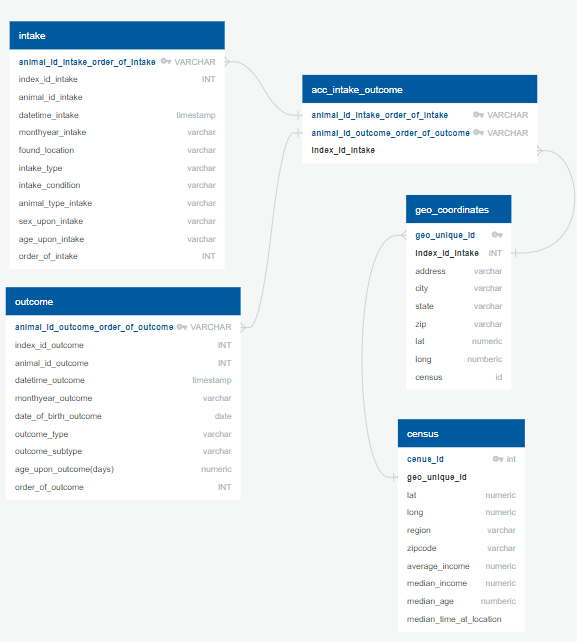 intake
animal_id_intake_order_of_intake VARCHAR
index_id_intake INT
animal_id_intake
datetime_intake timestamp
monthyear_intake varchar
found_location varchar
intake_type varchar
intake_condition varchar
animal_type_intake varchar
sex_upon_intake varchar
age_upon_intake varchar
order_of_intake INT
acc_intake_outcome
animal_id_intake_order_of_intake VARCHAR
animal_id_outcome_order_of_outcome VARCHAR
index_id_intake
geo_coordinates
geo_unique_id
index_id_intake INT
address varchar
city varchar
state varchar
zip varchar
lat numeric
long numberic
census id
outcome
animal_id_outcome_order_of_outcome VARCHAR
index_id_outcome INT
animal_id_outcome INT
datetime_outcome timestamp
monthyear_outcome varchar
date_of_birth_outcome date
outcome_type varchar
outcome_subtype varchar
age_upon_outcome(days) numeric
order_of_outcome INT
census
cenus_id int
geo_unique_id
lat numeric
long numeric
region varchar
zipcode varchar
average_income numeric
median_income numeric
median_age numberic
median_time_at_location